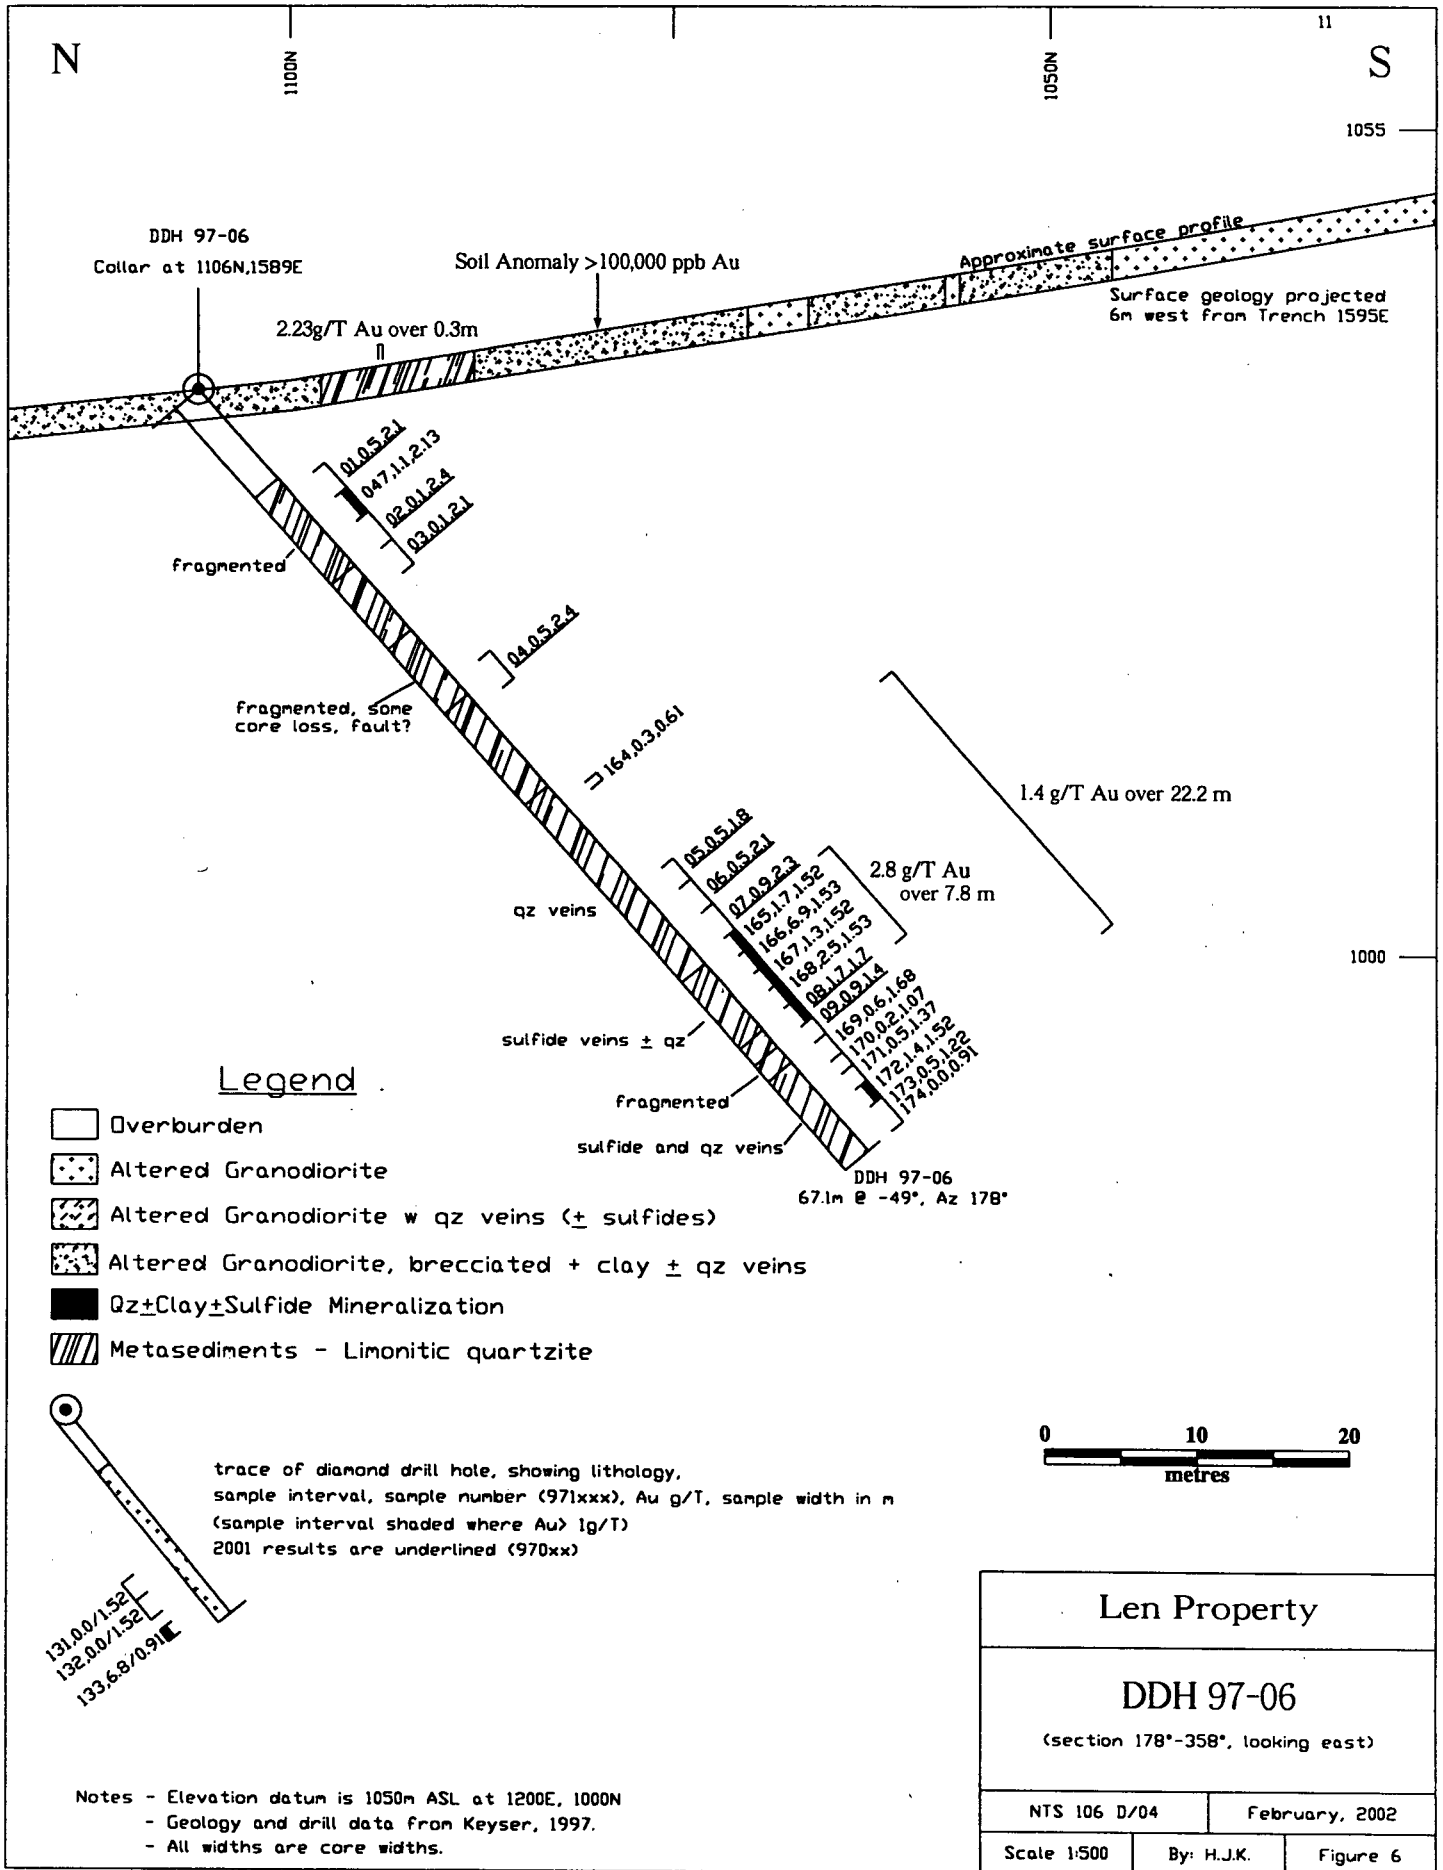 11
N
S
1100N
1050N
1055
DDH 97-06
Collar at 1106N,1589E
Soil Anomaly >100,000 ppb Au
Approximate surface profile
Surface geology projected
6m west from Trench 1595E
2.23g/T Au over 0.3m
01,0.5,2.1
047,1.1,2.13
02,0.1,2.4
03,0.1,2.1
fragmented
04,0.5,2.4
fragmented, some
core loss, fault?
164,0.3,0.61
1.4 g/T Au over 22.2 m
05,0.5,1.8
06,0.5,2.1
07,0.9,2.3
165,1.7,1.52
166,6.9,1.53
167,1.3,1.52
168,2.5,1.53
08,1.7,1.7
09,0.9,1.4
169,0.6,1.68
170,0.2,1.07
171,0.5,1.37
172,1.4,1.52
173,0.5,1.22
174,0.0,0.91
2.8 g/T Au
over 7.8 m
qz veins
1000
sulfide veins ± qz
fragmented
sulfide and qz veins
DDH 97-06
67.1m @ -49°, Az 178°
Legend
Overburden
Altered Granodiorite
Altered Granodiorite w qz veins (± sulfides)
Altered Granodiorite, brecciated + clay ± qz veins
Qz±Clay±Sulfide Mineralization
Metasediments - Limonitic quartzite
trace of diamond drill hole, showing lithology,
sample interval, sample number (971xxx), Au g/T, sample width in m
(sample interval shaded where Au> 1g/T)
2001 results are underlined (970xx)
131,0.0/1.52
132,0.0/1.52
133,6.8/0.91
0 10 20
metres
Len Property
DDH 97-06
(section 178°-358°, looking east)
NTS 106 D/04
February, 2002
Scale 1:500
By: H.J.K.
Figure 6
Notes - Elevation datum is 1050m ASL at 1200E, 1000N
- Geology and drill data from Keyser, 1997.
- All widths are core widths.